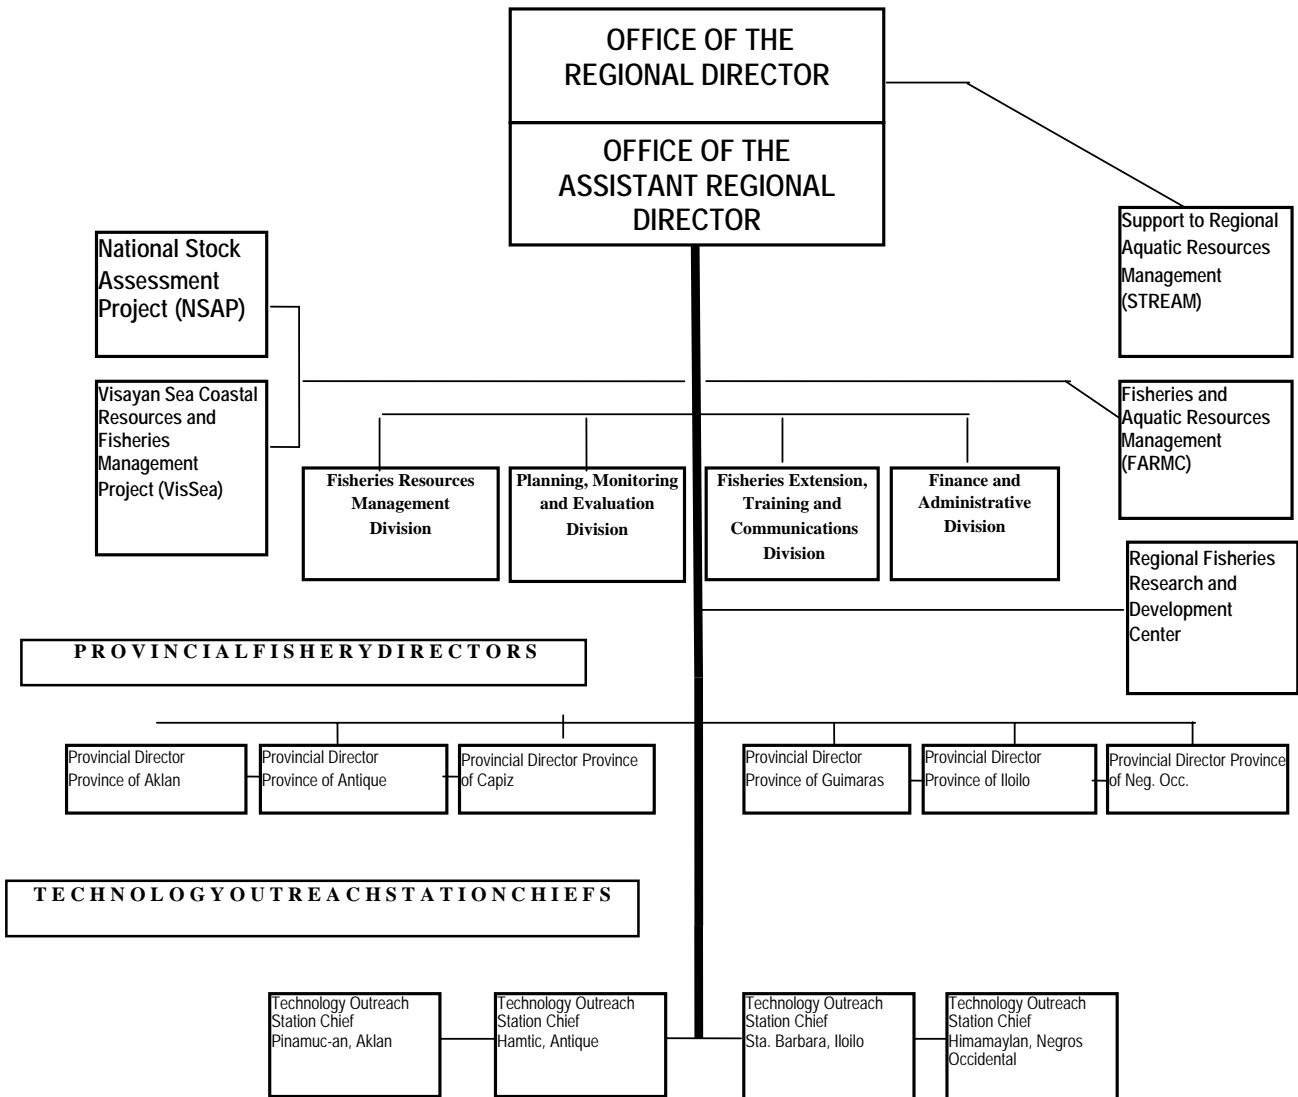 OFFICE OF THE
REGIONAL DIRECTOR
OFFICE OF THE
ASSISTANT REGIONAL
DIRECTOR
National Stock
Assessment
Project (NSAP)
Support to Regional
Aquatic Resources
Management
(STREAM)
Visayan Sea Coastal
Resources and
Fisheries
Management
Project (VisSea)
Fisheries and
Aquatic Resources
Management
(FARMC)
Fisheries Resources
Management
Division
Planning, Monitoring
and Evaluation
Division
Fisheries Extension,
Training and
Communications
Division
Finance and
Administrative
Division
Regional Fisheries
Research and
Development
Center
P R O V I N C I A L F I S H E R Y D I R E C T O R S
Provincial Director
Province of Aklan
Provincial Director
Province of Antique
Provincial Director Province
of Capiz
Provincial Director
Province of Guimaras
Provincial Director
Province of Iloilo
Provincial Director Province
of Neg. Occ.
T E C H N O L O G Y O U T R E A C H S T A T I O N C H I E F S
Technology Outreach
Station Chief
Pinamuc-an, Aklan
Technology Outreach
Station Chief
Hamtic, Antique
Technology Outreach
Station Chief
Sta. Barbara, Iloilo
Technology Outreach
Station Chief
Himamaylan, Negros
Occidental